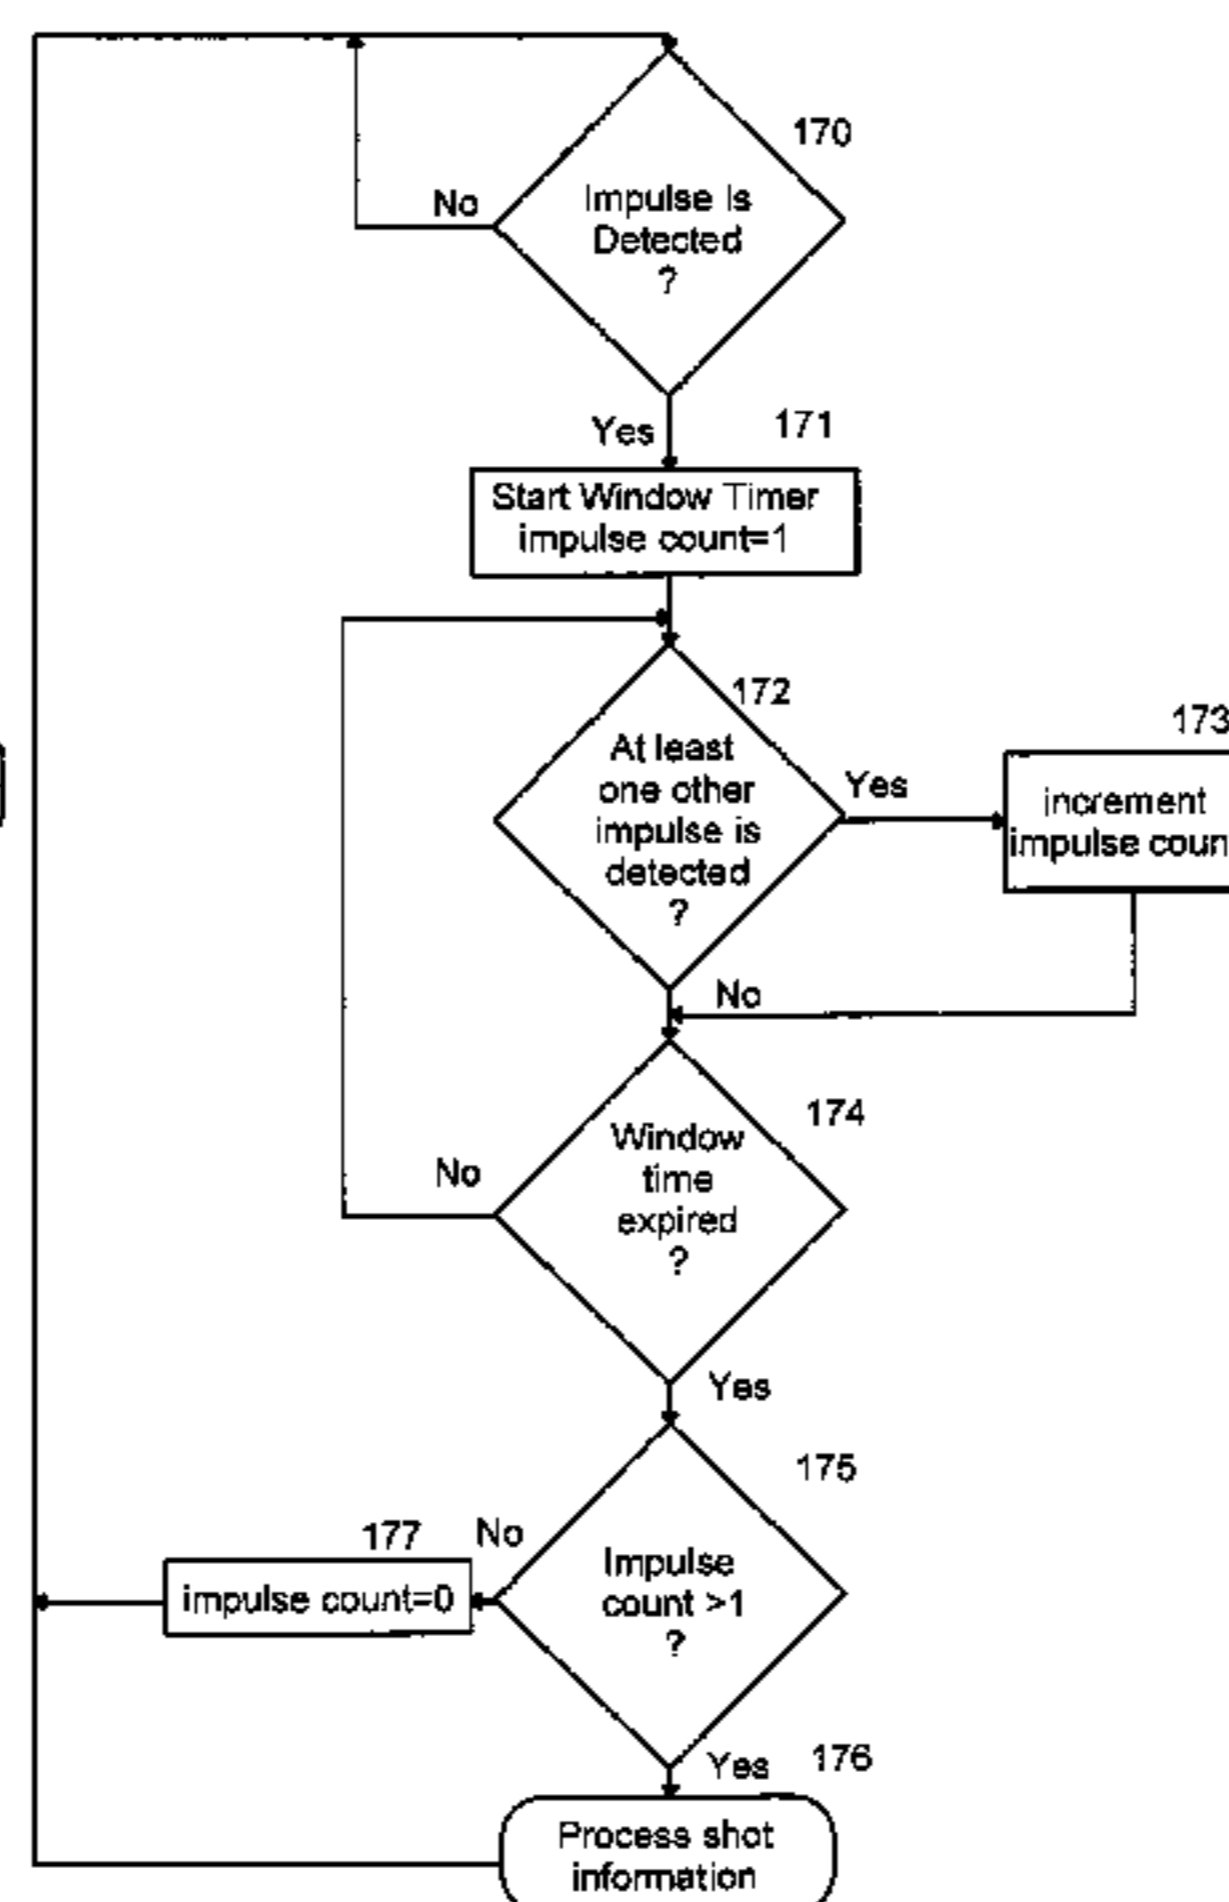 170
No
Impulse is
Detected
?
Yes
171
Start Window Timer
impulse count=1
172
At least
one other
impulse is
detected
?
Yes
173
increment
impulse coun
No
174
Window
time
expired
?
No
Yes
175
Impulse
count >1
?
No
177
impulse count=0
Yes
176
Process shot
information